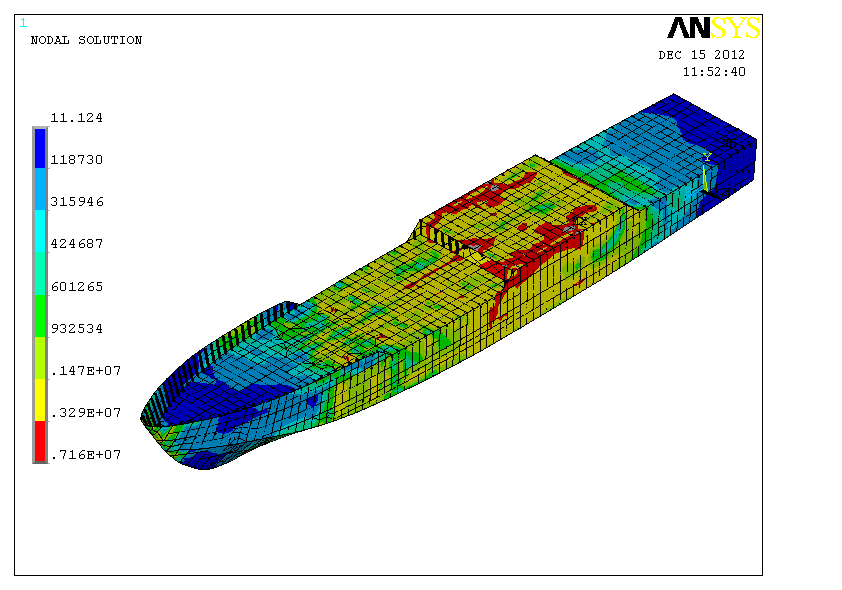 1
NODAL SOLUTION
ANSYS
DEC 15 2012
11:52:40
11.124
118730
315946
424687
601265
932534
.147E+07
.329E+07
.716E+07
Y